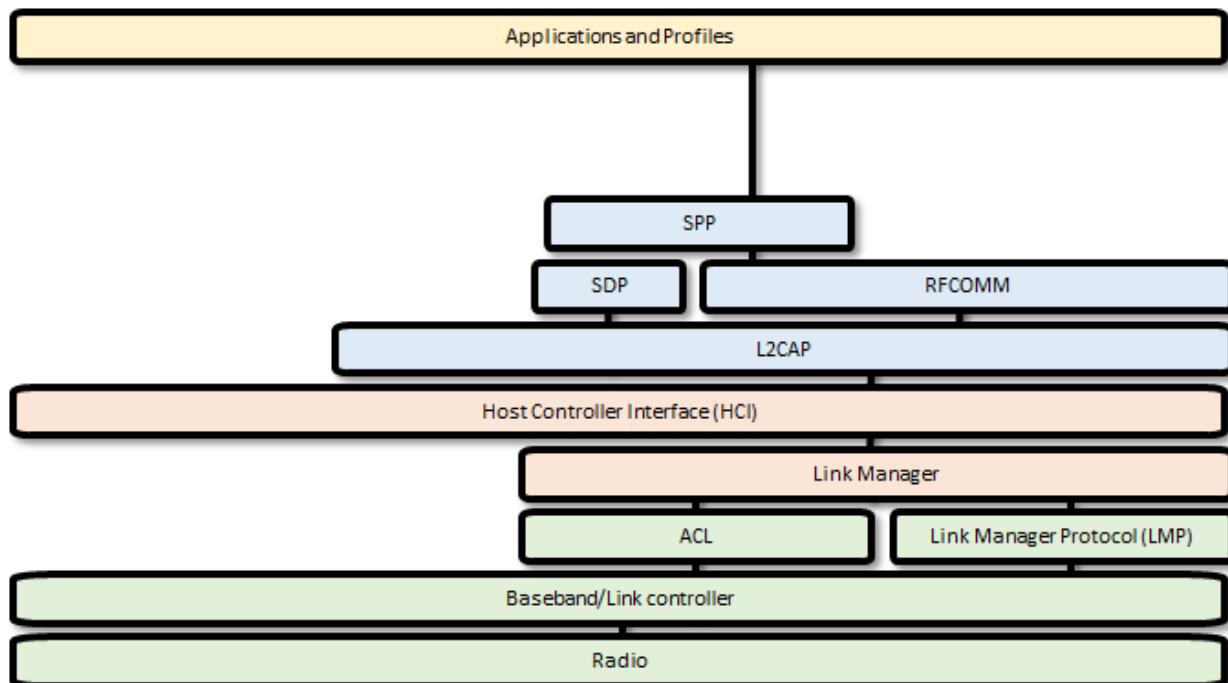 Applications and Profiles
SPP
SDP
RFCOMM
L2CAP
Host Controller Interface (HCI)
Link Manager
ACL
Link Manager Protocol (LMP)
Baseband/Link controller
Radio